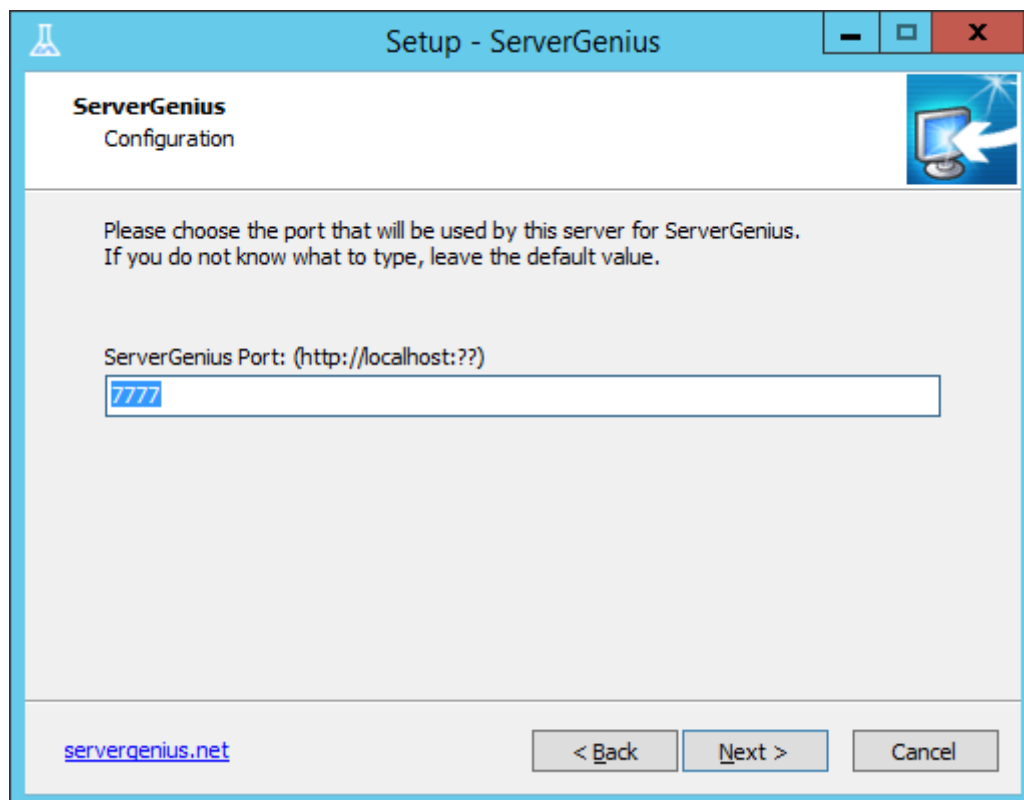 Setup - ServerGenius
ServerGenius
Configuration
Please choose the port that will be used by this server for ServerGenius.
If you do not know what to type, leave the default value.
ServerGenius Port: (http://localhost:??)
7777
servergenius.net
< Back
Next >
Cancel